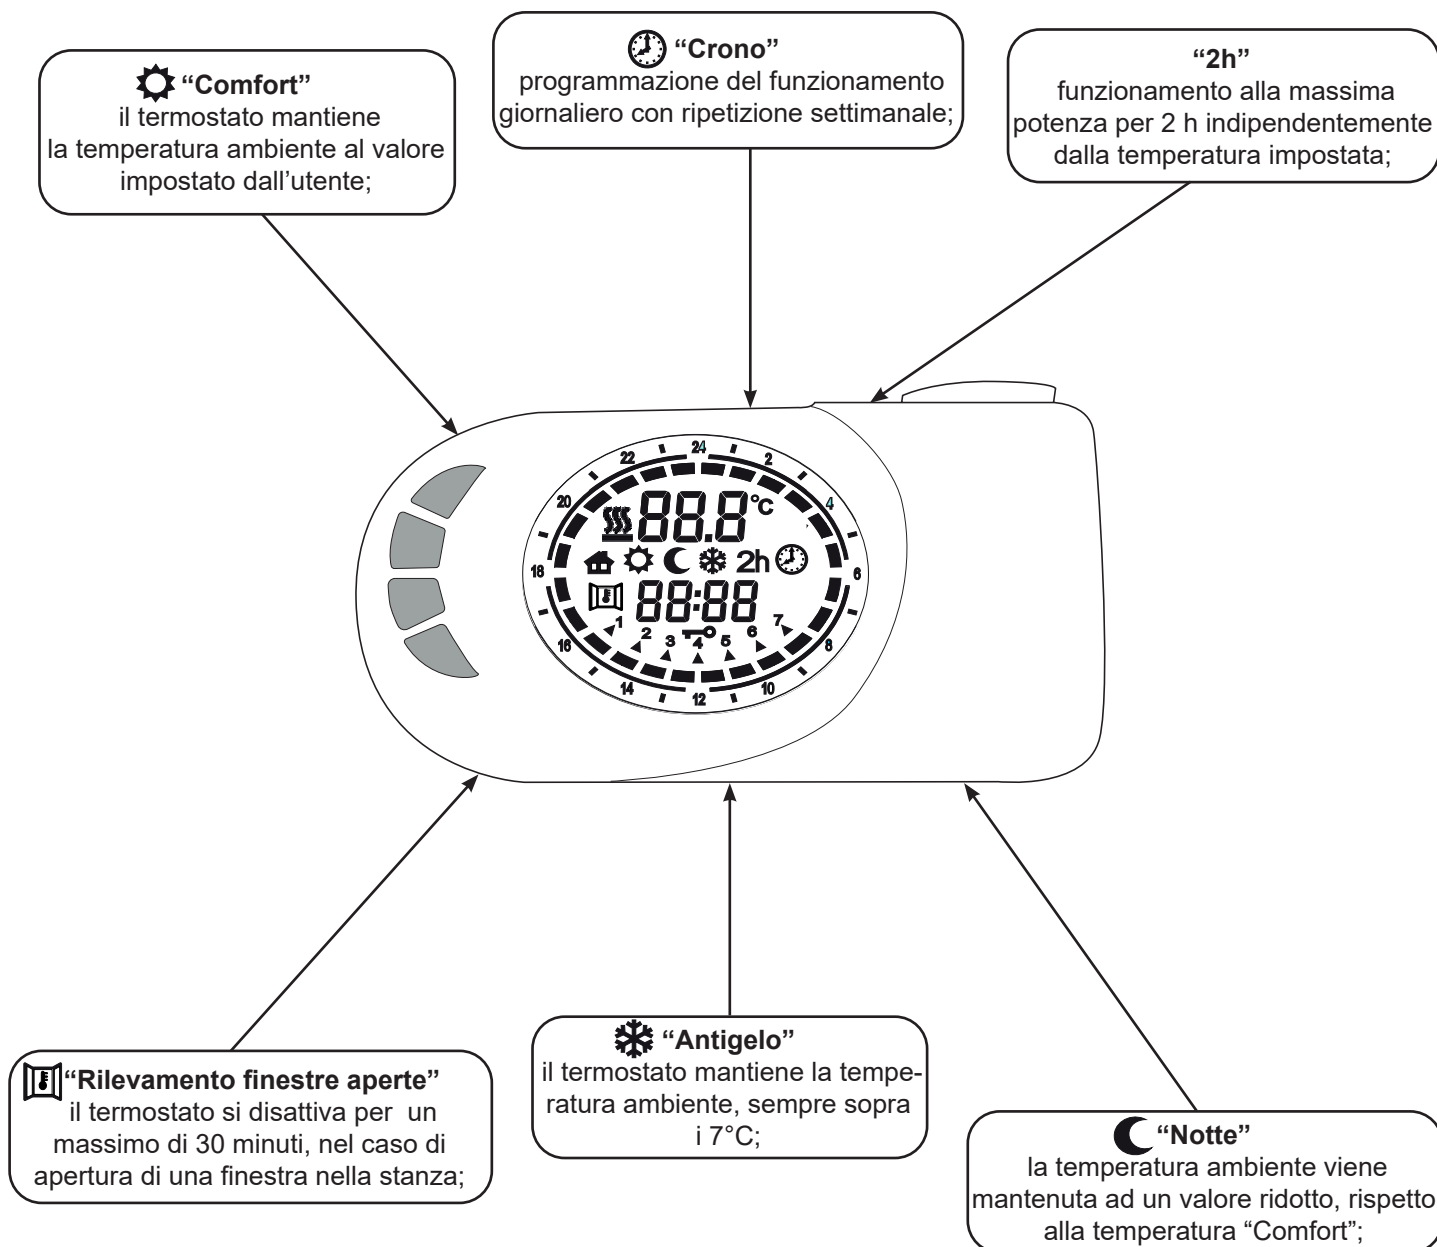 “Comfort”
il termostato mantiene
la temperatura ambiente al valore
impostato dall’utente;
“Crono”
programmazione del funzionamento
giornaliero con ripetizione settimanale;
“2h”
funzionamento alla massima
potenza per 2 h indipendentemente
dalla temperatura impostata;
24
2
4
6
8
10
12
14
16
18
20
22
88.8°C
2h
88:88
1 2 3 4 5 6 7
“Rilevamento finestre aperte”
il termostato si disattiva per  un
massimo di 30 minuti, nel caso di
apertura di una finestra nella stanza;
“Antigelo”
il termostato mantiene la tempe-
ratura ambiente, sempre sopra
i 7°C;
“Notte”
la temperatura ambiente viene
mantenuta ad un valore ridotto, rispetto
alla temperatura “Comfort”;